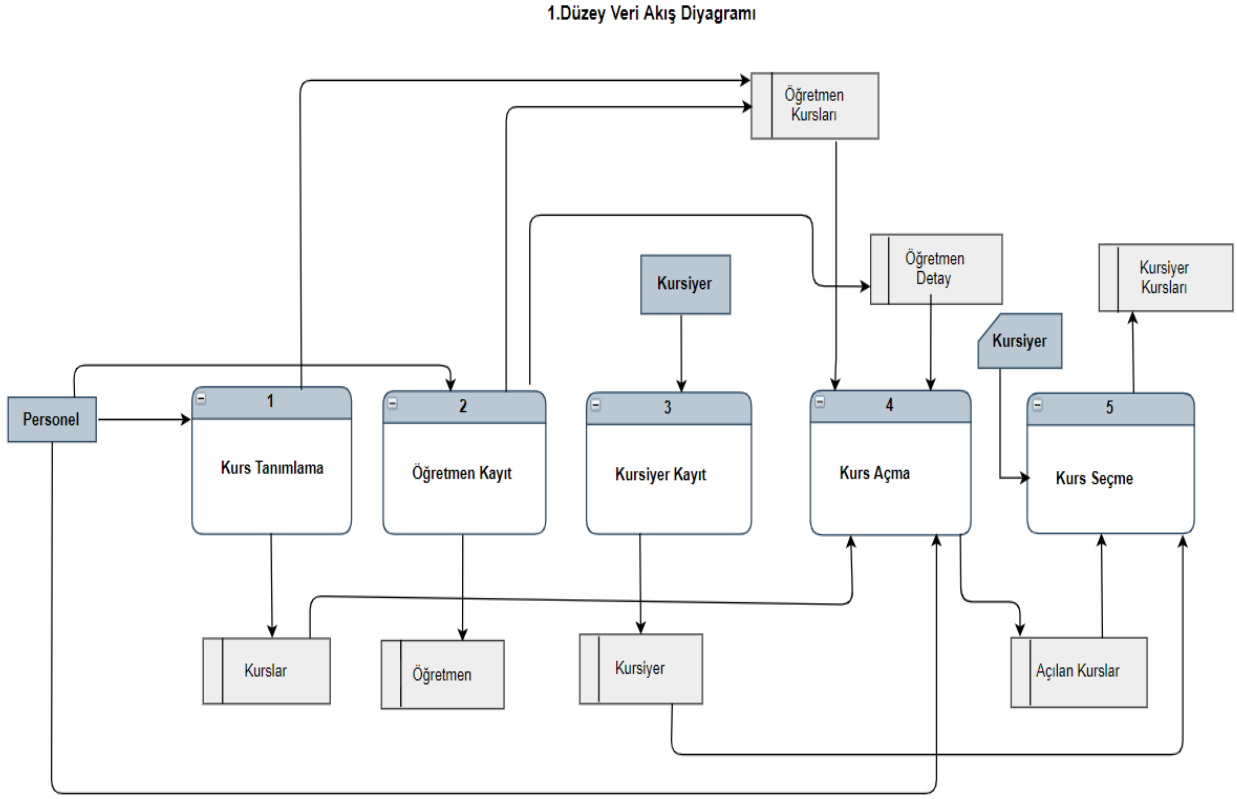 1.Düzey Veri Akış Diyagramı
Öğretmen
Kursları
Öğretmen
Detay
Kursiyer
Kursları
Kursiyer
Kursiyer
Personel
1
Kurs Tanımlama
2
Öğretmen Kayıt
3
Kursiyer Kayıt
4
Kurs Açma
5
Kurs Seçme
Kurslar
Öğretmen
Kursiyer
Açılan Kurslar